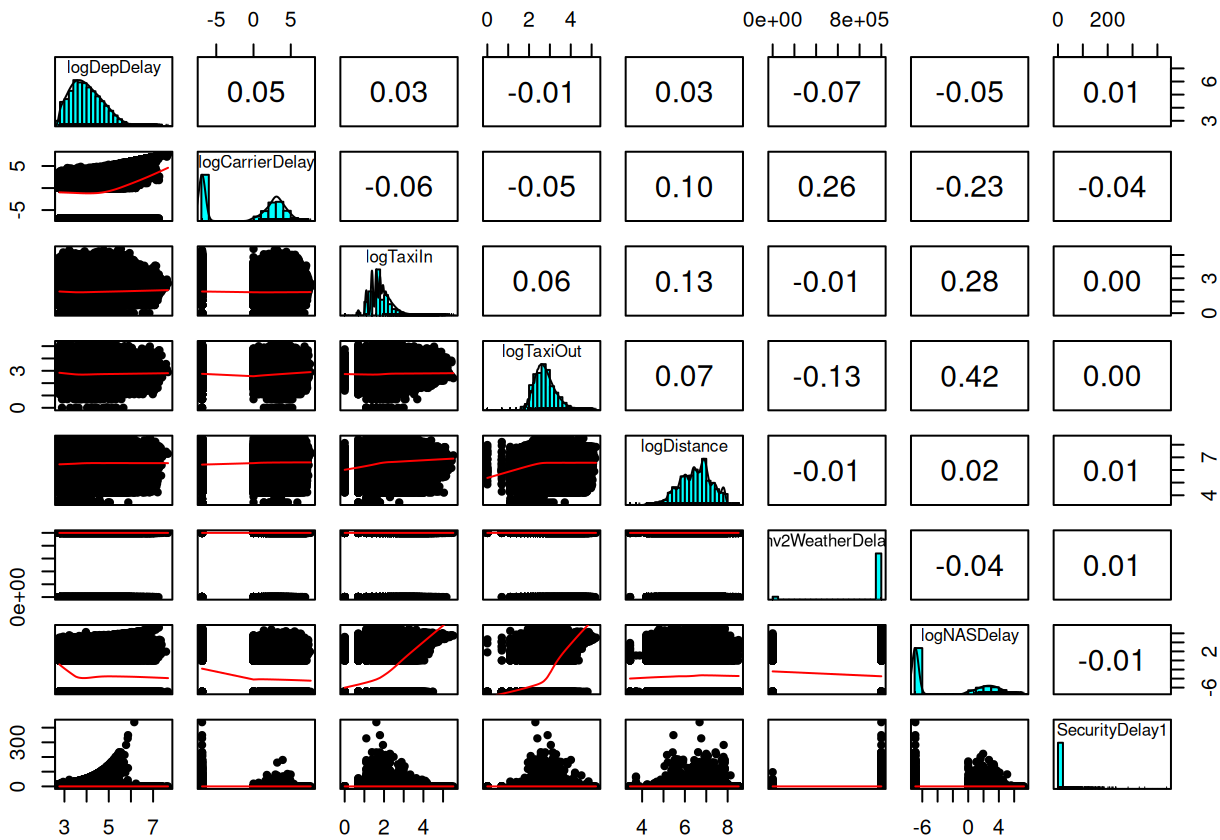 -5 0 5 0 2 4 0e+00 8e+05 0 200
logDepDelay 0.05 0.03 -0.01 0.03 -0.07 -0.05 0.01 3 6
-5 5 logCarrierDelay -0.06 -0.05 0.10 0.26 -0.23 -0.04
logTaxiIn 0.06 0.13 -0.01 0.28 0.00 0 3
0 3 logTaxiOut 0.07 -0.13 0.42 0.00
logDistance -0.01 0.02 0.01 4 7
0e+00 nv2WeatherDela -0.04 0.01
logNASDelay -0.01 -6 2
0 300 SecurityDelay1
3 5 7 0 2 4 4 6 8 -6 0 4